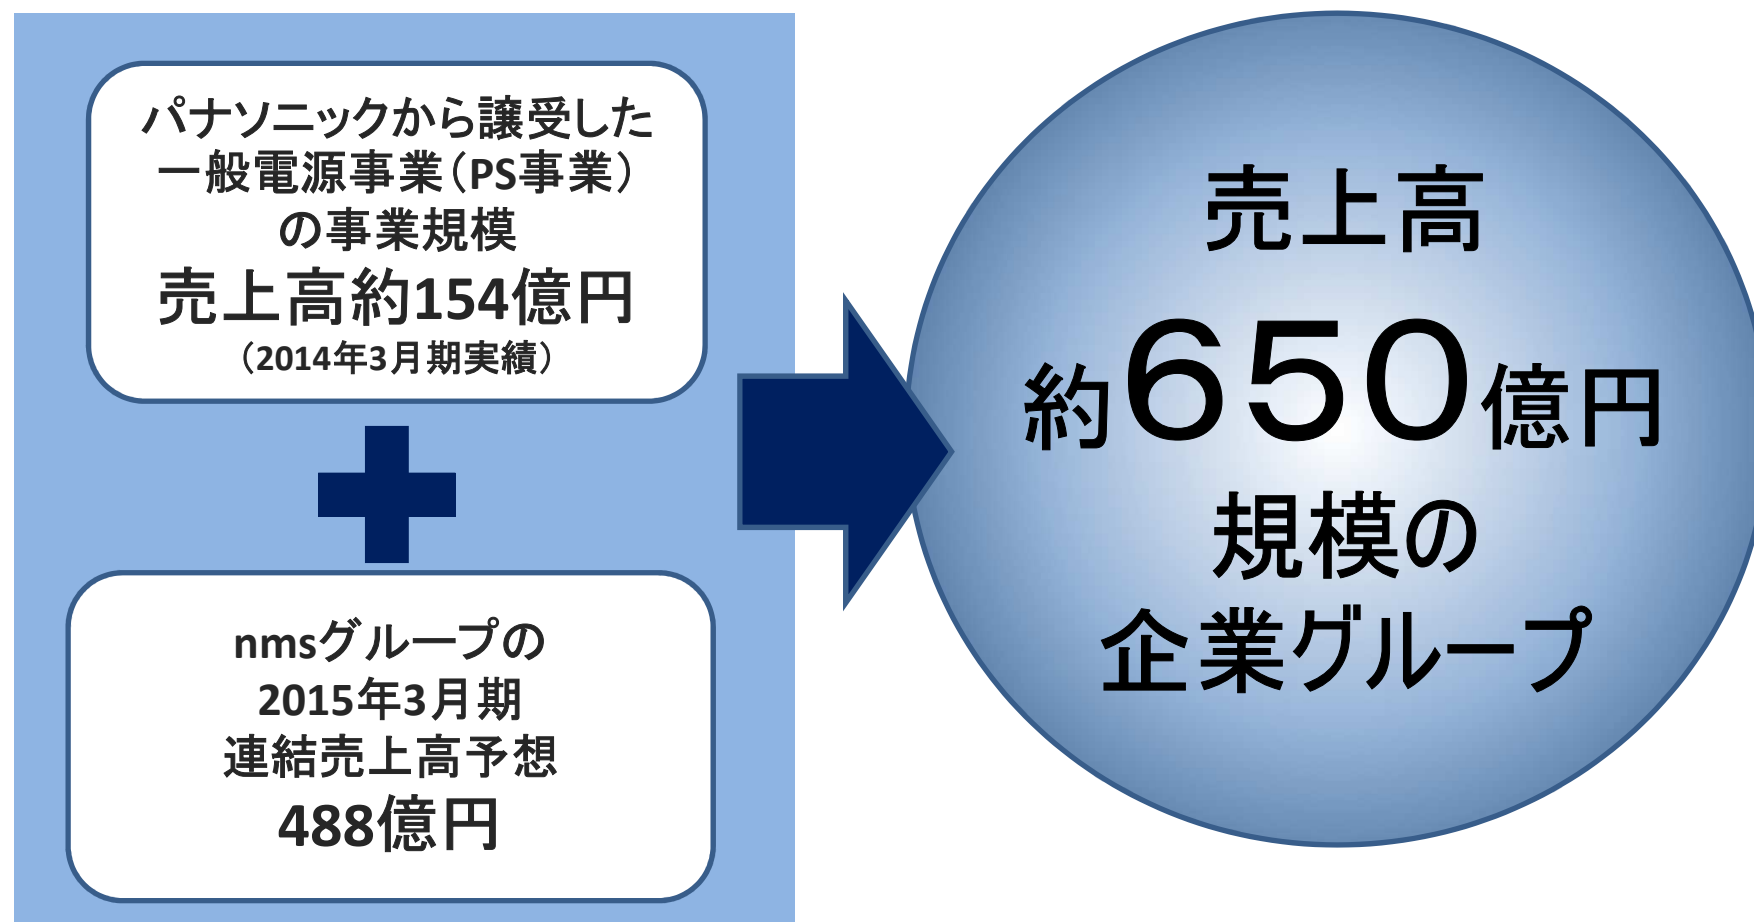 パナソニックから譲受した
一般電源事業(PS事業)
の事業規模
売上高約154億円
(2014年3月期実績)
nmsグループの
2015年3月期
連結売上高予想
488億円
売上高
約650億円
規模の
企業グループ